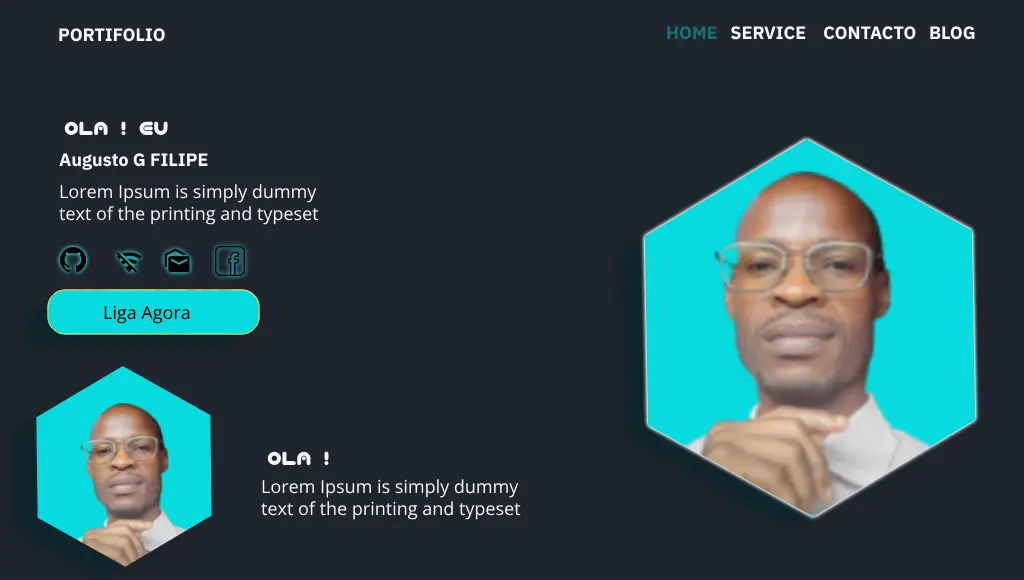 PORTIFOLIO
HOME SERVICE CONTACTO BLOG
OLA ! EU
Augusto G FILIPE
Lorem Ipsum is simply dummy
text of the printing and typeset
Liga Agora
OLA !
Lorem Ipsum is simply dummy
text of the printing and typeset